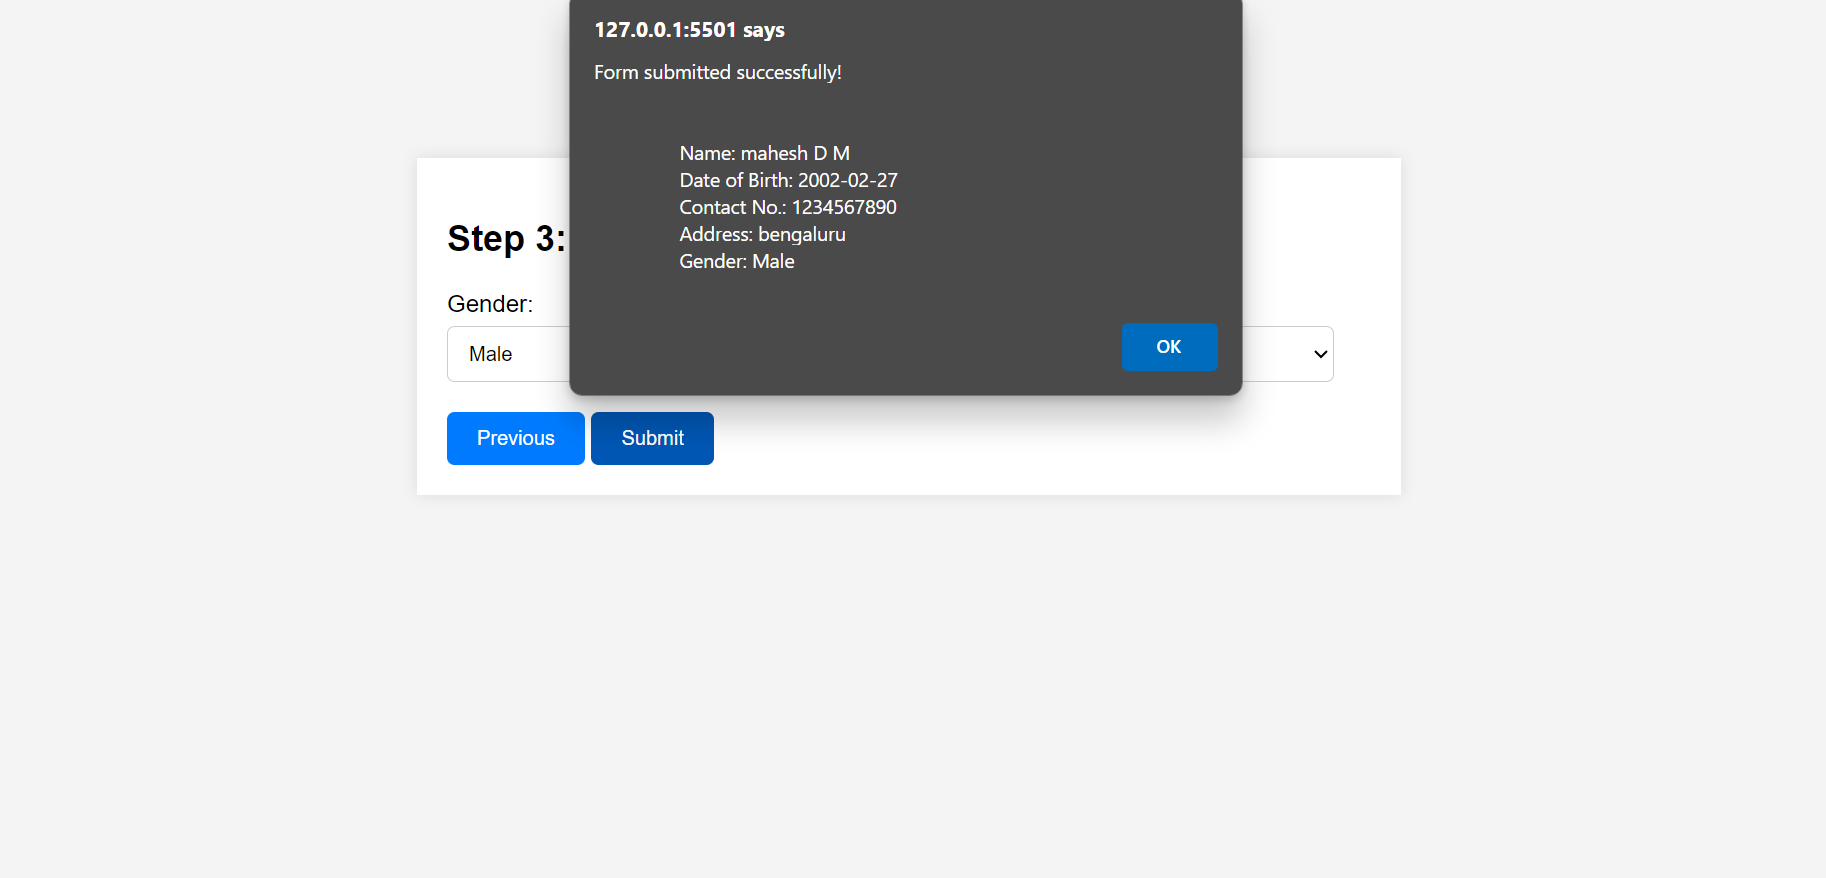 127.0.0.1:5501 says
Form submitted successfully!
Name: mahesh D M
Date of Birth: 2002-02-27
Contact No.: 1234567890
Address: bengaluru
Gender: Male
OK
Step 3:
Gender:
Male
Previous Submit